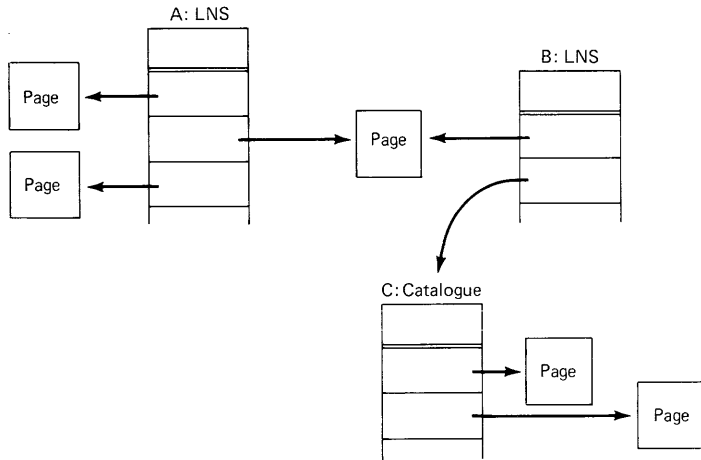 A: LNS
B: LNS
Page
Page
Page
C: Catalogue
Page
Page